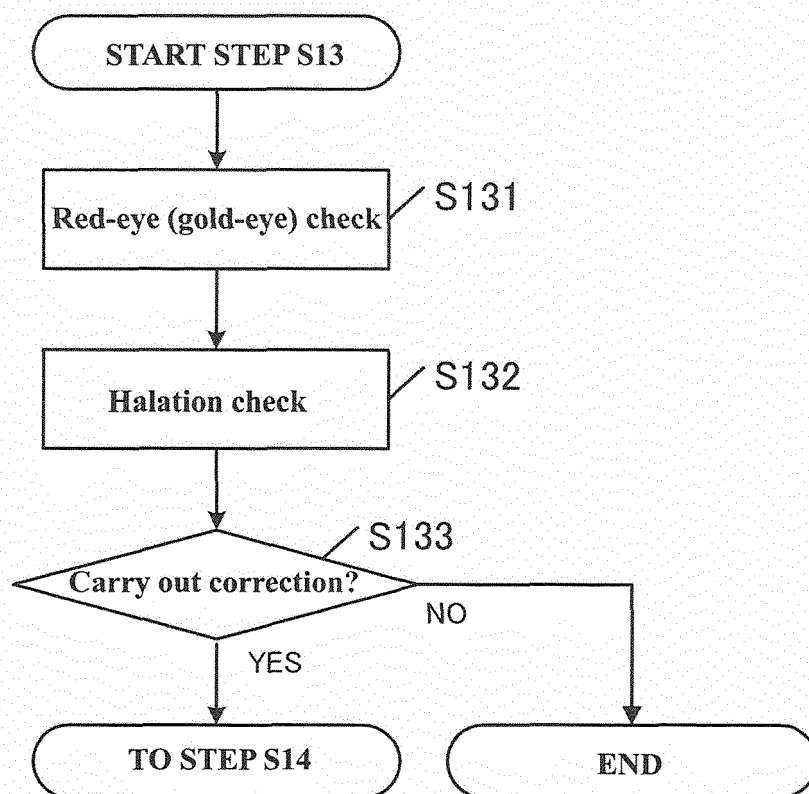 START STEP S13
Red-eye (gold-eye) check
S131
Halation check
S132
S133
Carry out correction?
NO
YES
TO STEP S14
END